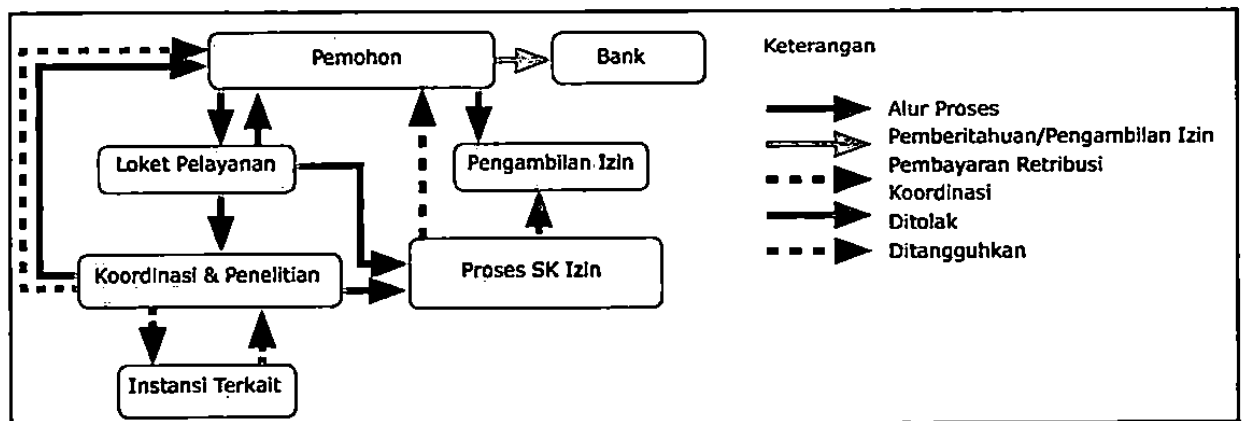 Pemohon
Bank
Keterangan
Alur Proses
Loket Pelayanan
Pengambilan Izin
Pemberitahuan/Pengambilan Izin
Pembayaran Retribusi
Koordinasi
Ditolak
Koordinasi & Penelitian
Proses SK Izin
Ditangguhkan
Instansi Terkait